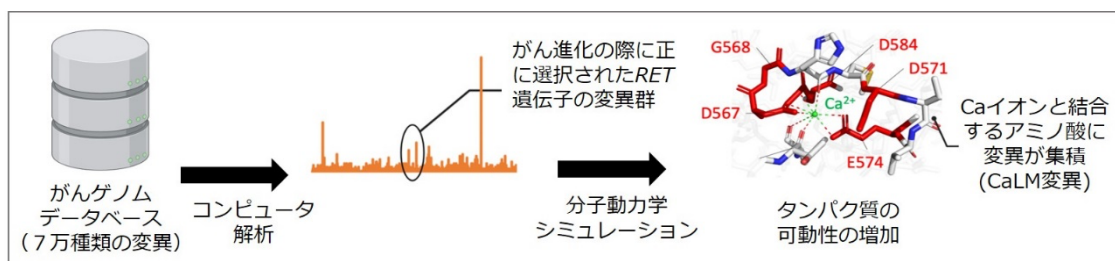 がんゲノム
データベース
（７万種類の変異）
コンピュータ
解析
がん進化の際に正
に選択されたRET
遺伝子の変異群
分子動力学
シミュレーション
G568
D584
D571
Ca2+
D567
E574
タンパク質の
可動性の増加
Caイオンと結合
するアミノ酸に
変異が集積
(CaLM変異)